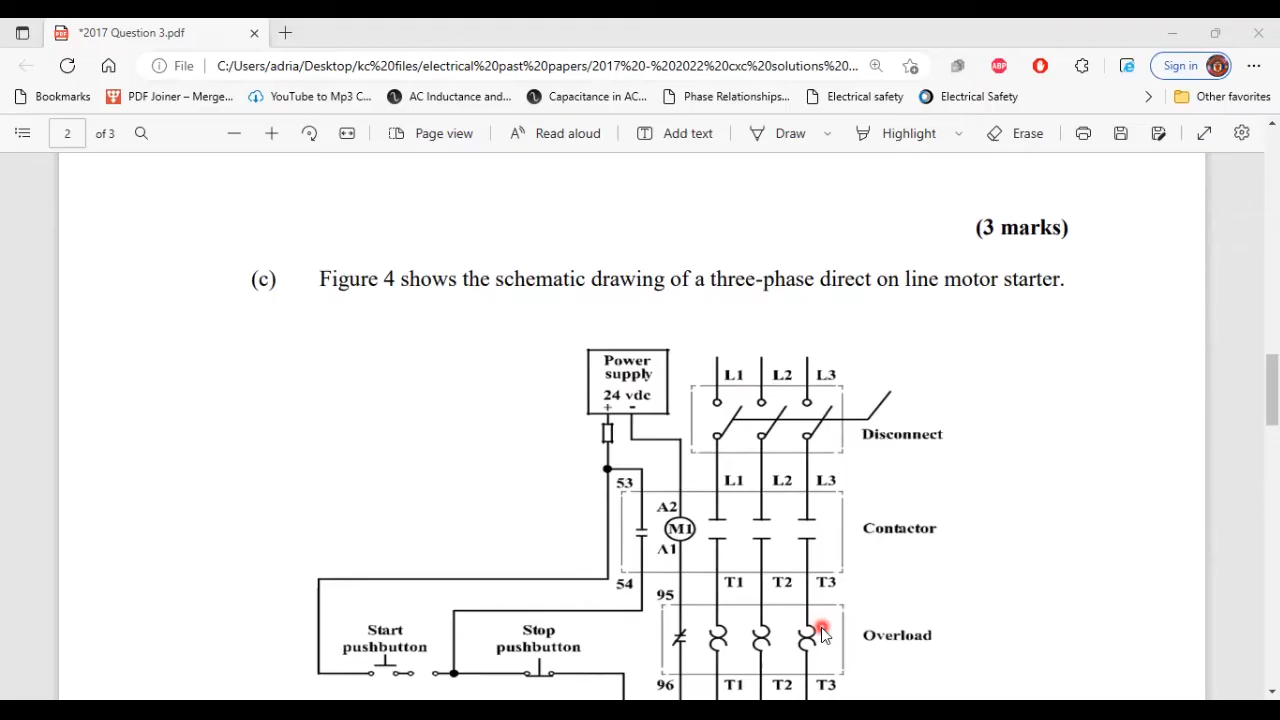 *2017 Question 3.pdf
File
C:/Users/adria/Desktop/kc%20files/electrical%20past%20papers/2017%20-%202022%20cxc%20solutions%20...
ABP
Sign in
Bookmarks
PDF Joiner – Merge...
YouTube to Mp3 C...
AC Inductance and...
Capacitance in AC...
Phase Relationships...
Electrical safety
Electrical Safety
Other favorites
2 of 3
Page view
Read aloud
Add text
Draw
Highlight
Erase
(3 marks)
(c) Figure 4 shows the schematic drawing of a three-phase direct on line motor starter.
Power
supply
24 vdc
+ -
L1 L2 L3
Disconnect
53
L1 L2 L3
A2
M1
A1
Contactor
54
T1 T2 T3
95
Start
pushbutton
Stop
pushbutton
Overload
96
T1 T2 T3